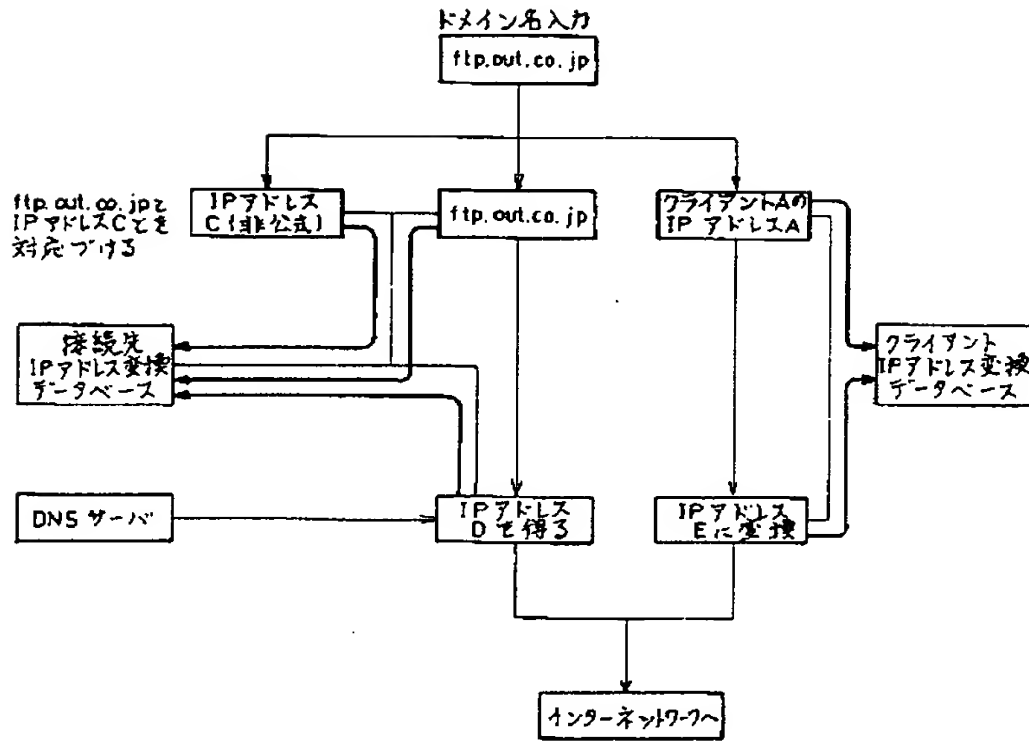 ドメイン名入力
ftp.out.co.jp
ftp.out.co.jpと
IPアドレスCとを
対応づける
IPアドレス
C(非公式)
ftp.out.co.jp
クライアントAの
IPアドレスA
接続先
IPアドレス変換
データベース
クライアント
IPアドレス変換
データベース
DNSサーバ
IPアドレス
Dを得る
IPアドレス
Eに変換
インターネットワークへ